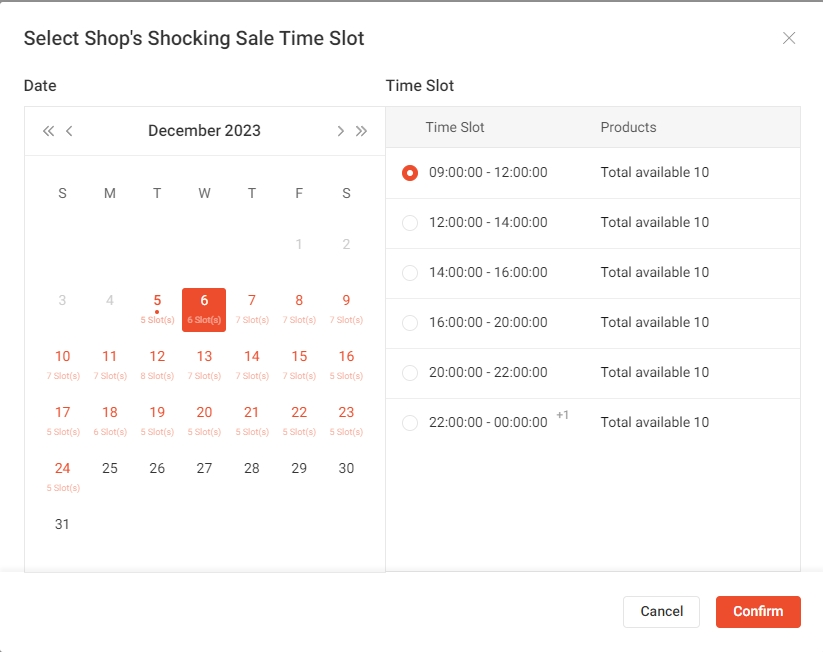 Select Shop's Shocking Sale Time Slot
Date
December 2023
S M T W T F S
1 2
3 4 5 6 7 8 9
5 Slot(s) 6 Slot(s) 7 Slot(s) 7 Slot(s) 7 Slot(s)
10 11 12 13 14 15 16
7 Slot(s) 7 Slot(s) 8 Slot(s) 7 Slot(s) 7 Slot(s) 7 Slot(s) 5 Slot(s)
17 18 19 20 21 22 23
5 Slot(s) 6 Slot(s) 5 Slot(s) 5 Slot(s) 5 Slot(s) 5 Slot(s) 5 Slot(s)
24 25 26 27 28 29 30
5 Slot(s)
31
Time Slot
Time Slot Products
09:00:00 - 12:00:00 Total available 10
12:00:00 - 14:00:00 Total available 10
14:00:00 - 16:00:00 Total available 10
16:00:00 - 20:00:00 Total available 10
20:00:00 - 22:00:00 Total available 10
22:00:00 - 00:00:00 +1 Total available 10
Cancel Confirm